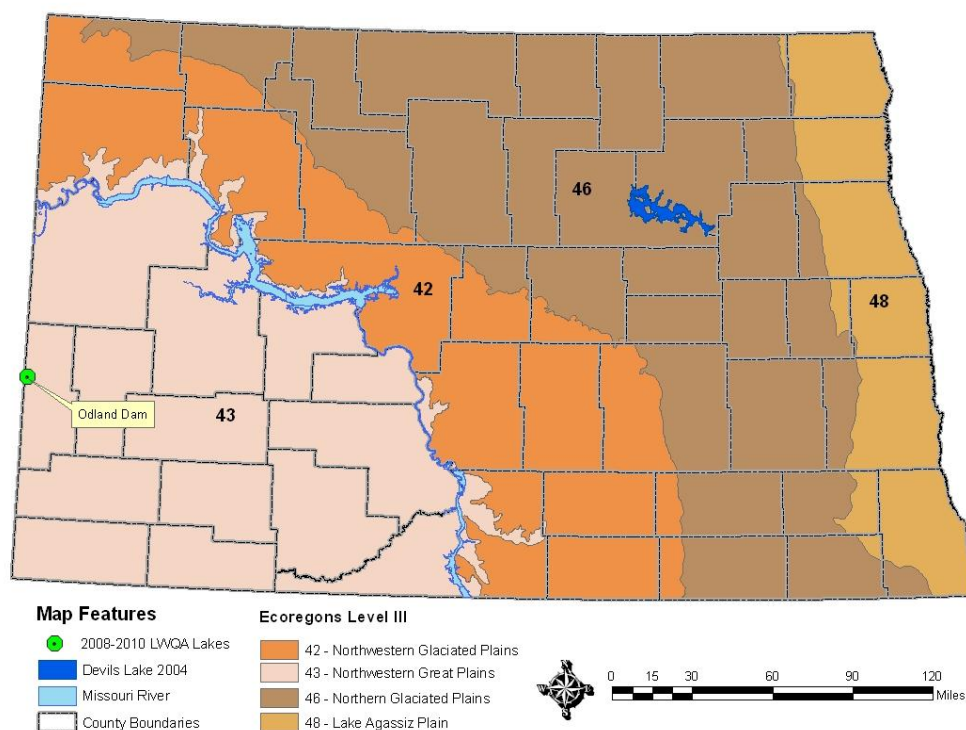 46
42
48
Odland Dam
43
Map Features
2008-2010 LWQA Lakes
Devils Lake 2004
Missouri River
County Boundaries
Ecoregons Level III
42 - Northwestern Glaciated Plains
43 - Northwestern Great Plains
46 - Northern Glaciated Plains
48 - Lake Agassiz Plain
N
W E
S
0 15 30 60 90 120
Miles